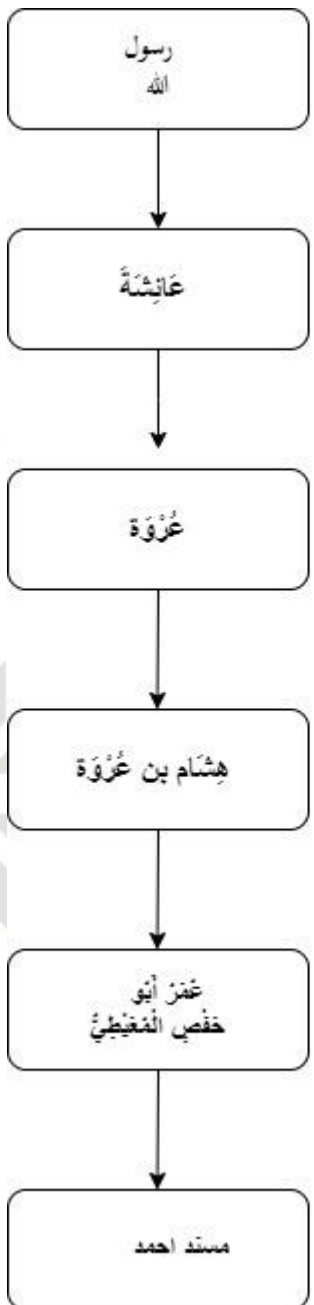 رسول
الله
عَائِشَةَ
عُرْوَة
هِشَام بن عُرْوَة
عُمَرُ أَبُو
حَفْصٍ الْمُعَيْطِيُّ
مسند احمد